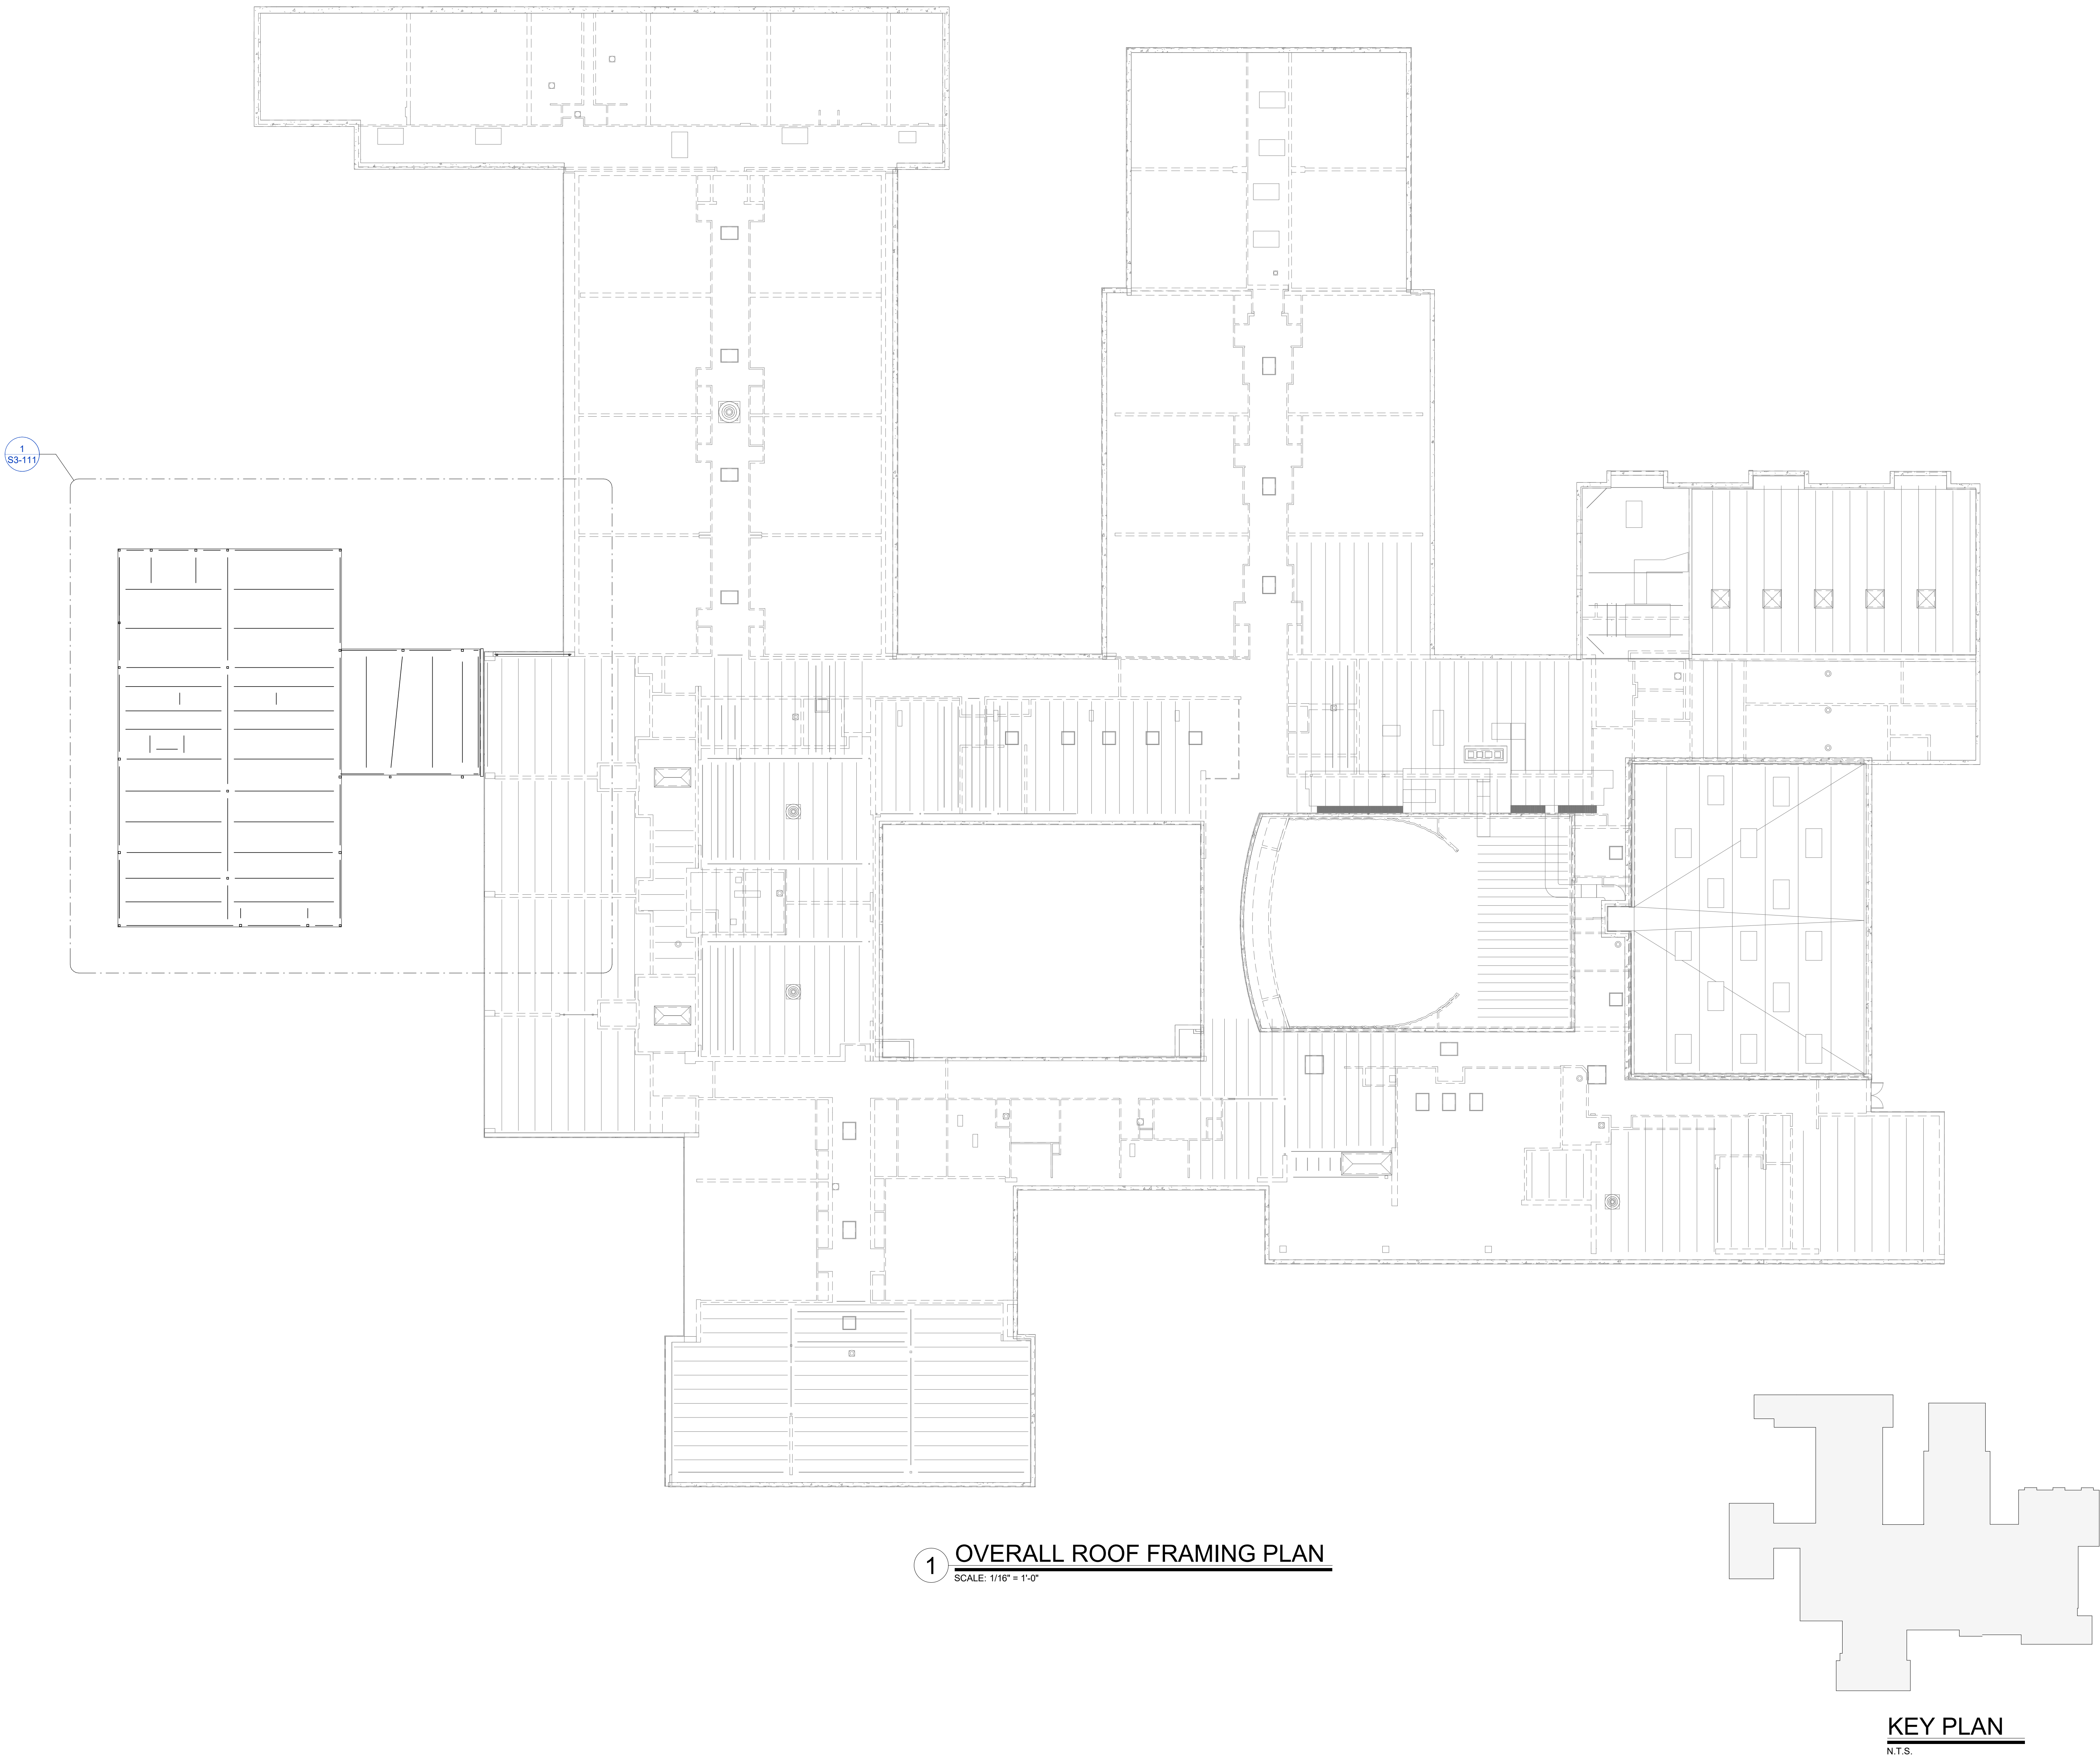 1
S3-111
1
OVERALL ROOF FRAMING PLAN
SCALE: 1/16" = 1'-0"
KEY PLAN
N.T.S.